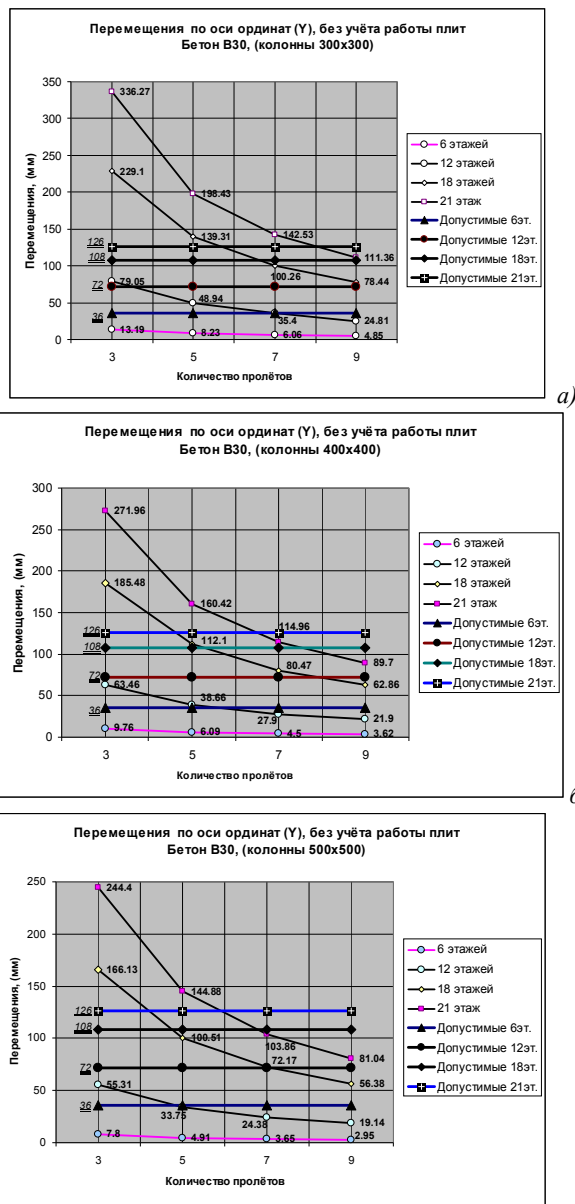 Перемещения по оси ординат (Y), без учёта работы плит
Бетон В30, (колонны 300х300)
Перемещения, (мм)
350
300
250
200
150
100
50
0
126
108
72
36
336.27
229.1
198.43
139.31
142.53
100.26
111.36
78.44
79.05
48.94
35.4
24.81
13.19
8.23
6.06
4.85
3
5
7
9
Количество пролётов
6 этажей
12 этажей
18 этажей
21 этаж
Допустимые 6эт.
Допустимые 12эт.
Допустимые 18эт.
Допустимые 21эт.
а)
Перемещения по оси ординат (Y), без учёта работы плит
Бетон В30, (колонны 400х400)
Перемещения, (мм)
300
250
200
150
100
50
0
126
108
72
36
271.96
185.48
160.42
112.1
114.96
80.47
89.7
62.86
63.46
38.66
27.9
21.9
9.76
6.09
4.5
3.62
3
5
7
9
Количество пролётов
6 этажей
12 этажей
18 этажей
21 этаж
Допустимые 6эт.
Допустимые 12эт.
Допустимые 18эт.
Допустимые 21эт.
Перемещения по оси ординат (Y), без учёта работы плит
Бетон В30, (колонны 500х500)
Перемещения, (мм)
250
200
150
100
50
0
126
108
72
36
244.4
166.13
144.88
100.51
103.86
72.17
81.04
56.38
55.31
33.75
24.38
19.14
7.8
4.91
3.65
2.95
3
5
7
9
Количество пролётов
6 этажей
12 этажей
18 этажей
21 этаж
Допустимые 6эт.
Допустимые 12эт.
Допустимые 18эт.
Допустимые 21эт.